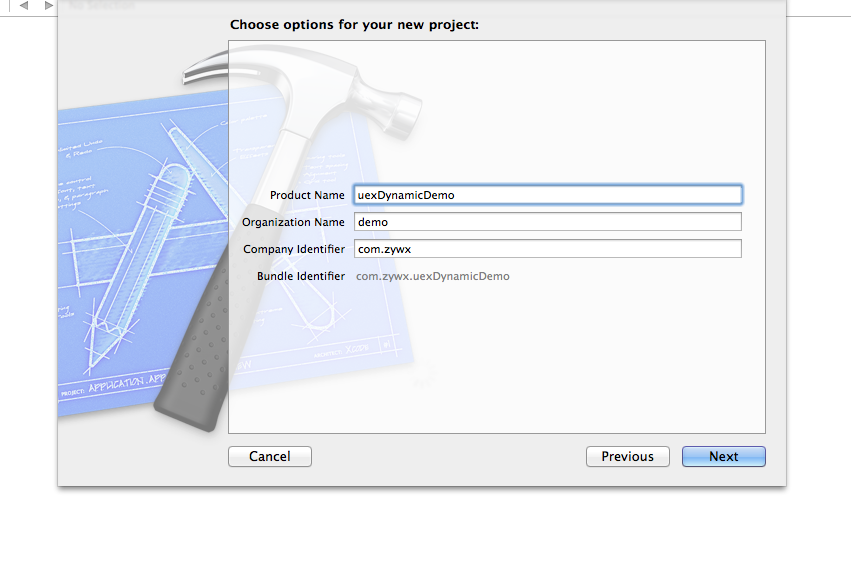 By Selection
Choose options for your new project:
Product Name uexDynamicDemo
Organization Name demo
Company Identifier com.zywx
Bundle Identifier com.zywx.uexDynamicDemo
PROJECT: APPLICATION.APP
Cancel Previous Next